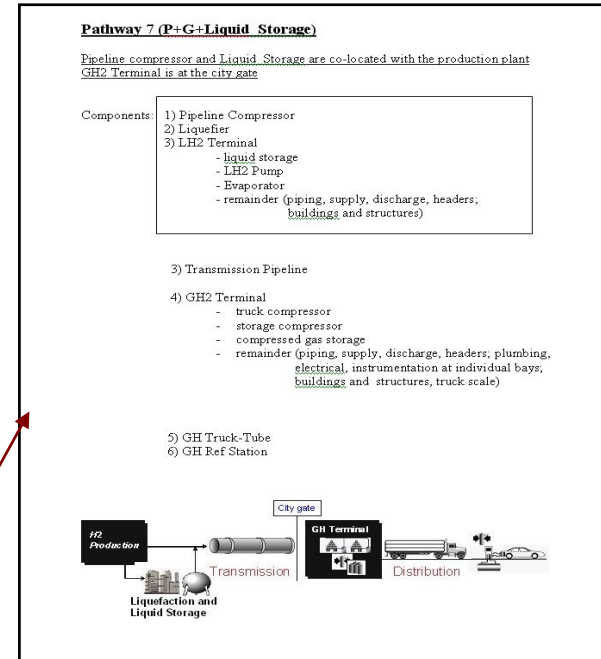 Pathway 7 (P+G+Liquid Storage)
Pipeline compressor and Liquid Storage are co-located with the production plant
GH2 Terminal is at the city gate
Components:
1) Pipeline Compressor
2) Liquefier
3) LH2 Terminal
- liquid storage
- LH2 Pump
- Evaporator
- remainder (piping, supply, discharge, headers;
buildings and structures)
3) Transmission Pipeline
4) GH2 Terminal
- truck compressor
- storage compressor
- compressed gas storage
- remainder (piping, supply, discharge, headers; plumbing,
electrical, instrumentation at individual bays;
buildings and structures, truck scale)
5) GH Truck-Tube
6) GH Ref Station
City gate
H2
Production
GH Terminal
Transmission
Distribution
Liquefaction and
Liquid Storage